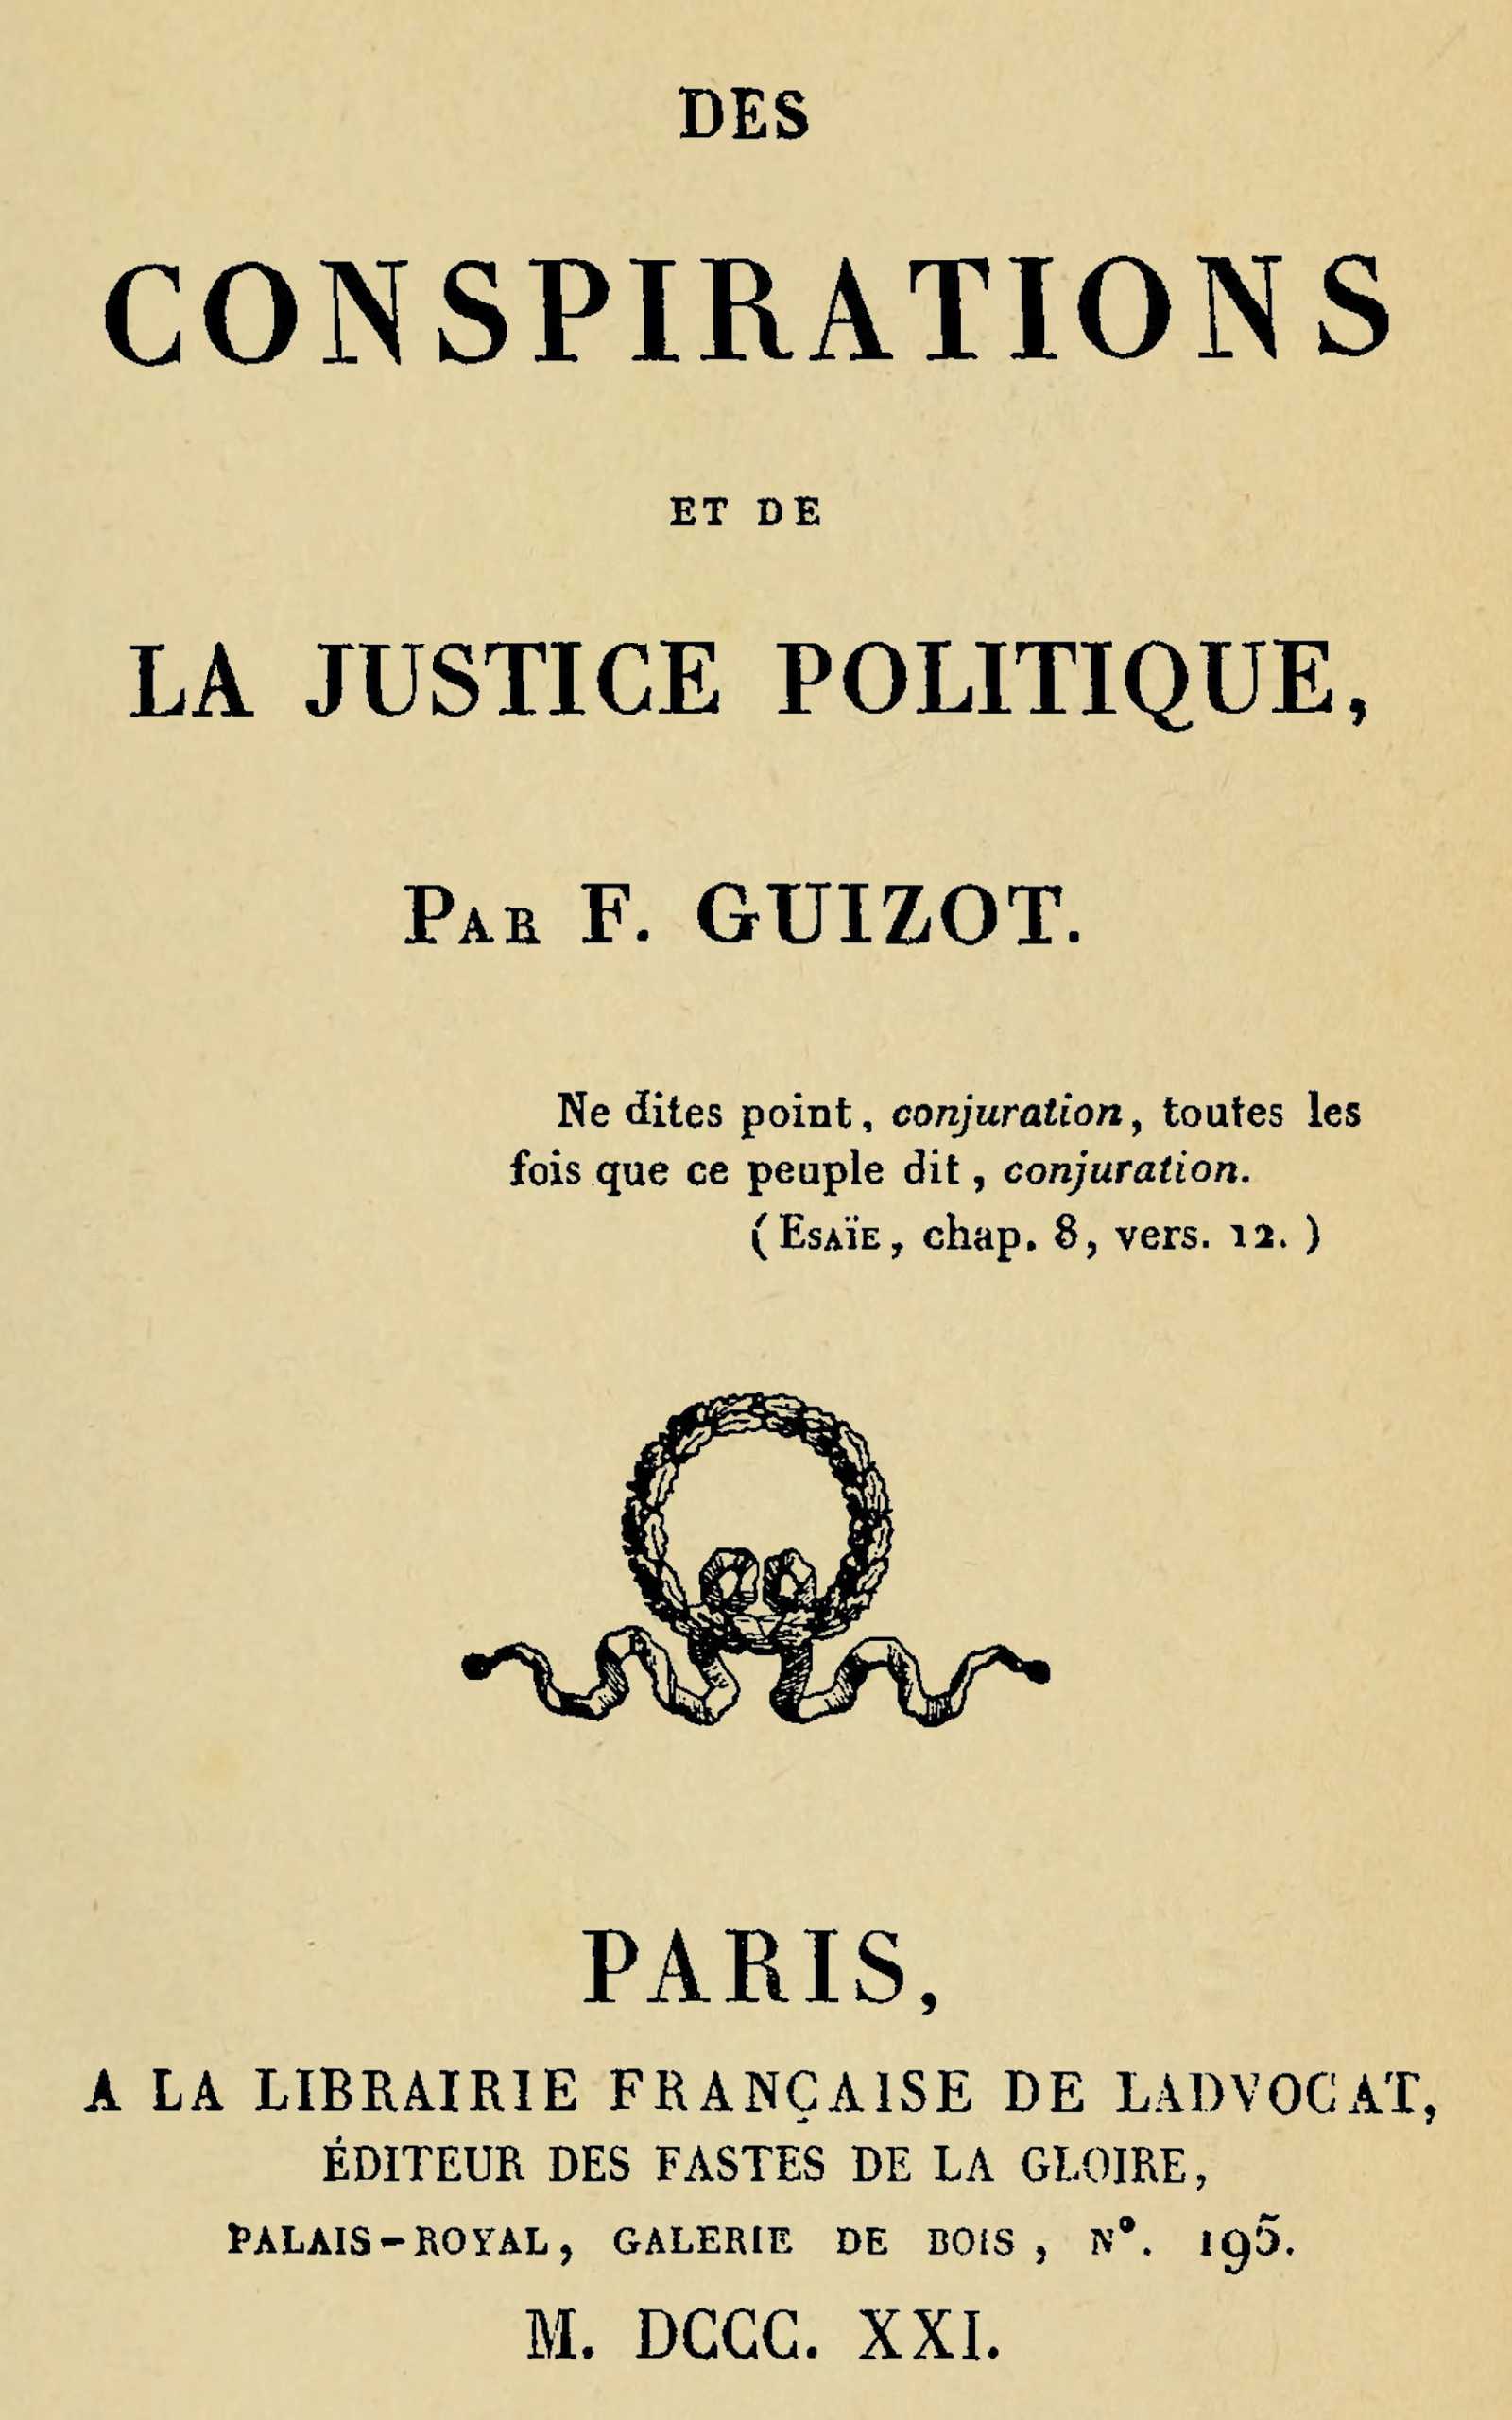 DES
CONSPIRATIONS
ET DE
LA JUSTICE POLITIQUE,
PAR F. GUIZOT.
Ne dites point, conjuration, toutes les
fois que ce peuple dit, conjuration.
(ESAÏE, chap. 8, vers. 12.)
PARIS,
A LA LIBRAIRIE FRANÇAISE DE LADVOCAT,
ÉDITEUR DES FASTES DE LA GLOIRE,
PALAIS-ROYAL, GALERIE DE BOIS, N°. 195.
M. DCCC. XXI.